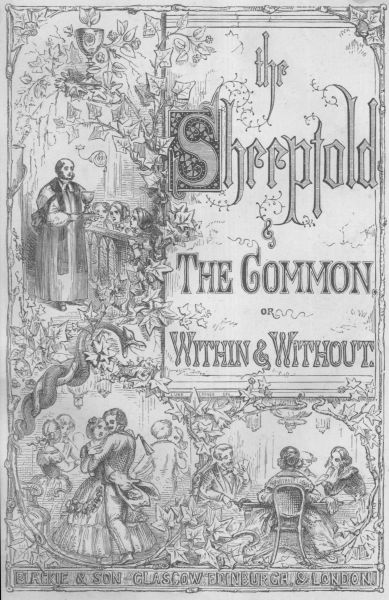 the
Sheepfold
&
THE COMMON.
OR
WITHIN & WITHOUT.
BLACKIE & SON GLASGOW EDINBURGH & LONDON.